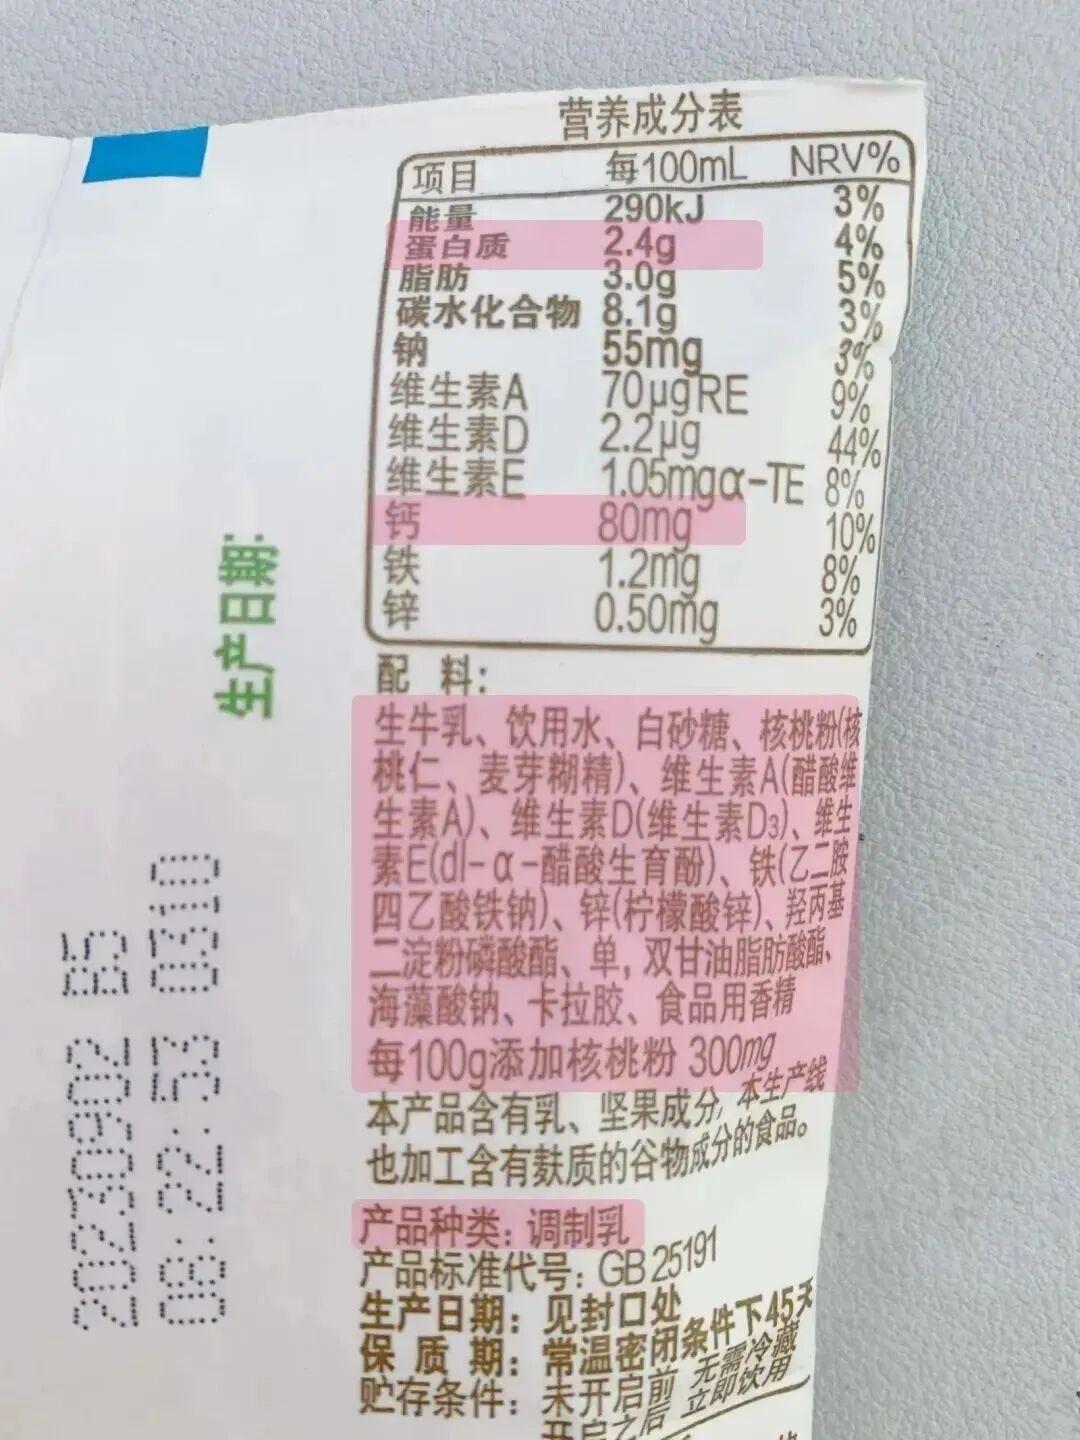 营养成分表
项目 每100mL NRV%
能量 290kJ 3%
蛋白质 2.4g 4%
脂肪 3.0g 5%
碳水化合物 8.1g 3%
钠 55mg 3%
维生素A 70μgRE 9%
维生素D 2.2μg 44%
维生素E 1.05mgα-TE 8%
钙 80mg 10%
铁 1.2mg 8%
锌 0.50mg 3%
配 料：
生牛乳、饮用水、白砂糖、核桃粉(核
桃仁、麦芽糊精)、维生素A(醋酸维
生素A)、维生素D(维生素D3)、维生
素E(dl-α-醋酸生育酚)、铁(乙二胺
四乙酸铁钠)、锌(柠檬酸锌)、羟丙基
二淀粉磷酸酯、单，双甘油脂肪酸酯、
海藻酸钠、卡拉胶、食品用香精
每100g添加核桃粉 300mg
本产品含有乳、坚果成分，本生产线
也加工含有麸质的谷物成分的食品。
产品种类：调制乳
产品标准代号：GB 25191
生产日期：见封口处
保 质 期：常温密闭条件下45天
贮存条件：未开启前 无需冷藏
开启之后 立即饮用
生产日期:
20230902 B5
08:22:53 0310